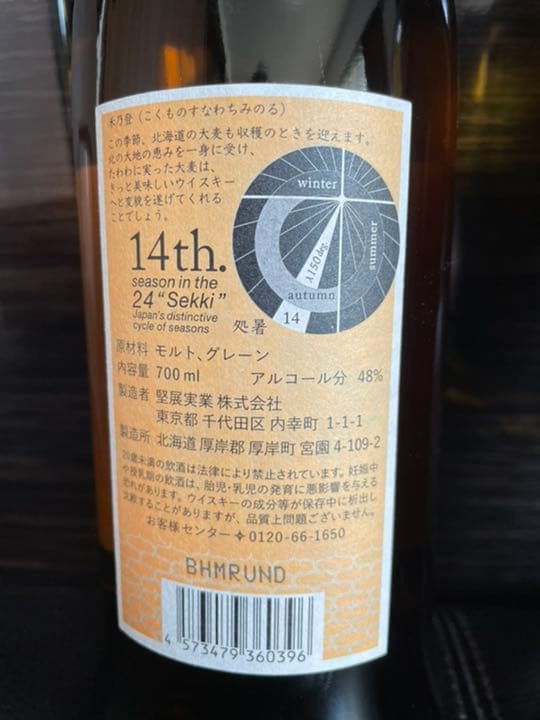 禾乃登（こくものすなわちみのる）
この季節、北海道の大麦も収穫のときを迎えます。
北の大地の恵みを一身に受け、
たわわに実った大麦は、
きっと美味しいウイスキー
へと変貌を遂げてくれる
ことでしょう。
winter
summer
λ150 deg.
autumn
14
14th.
season in the
24 “Sekki”
Japan's distinctive
cycle of seasons
処暑
原材料 モルト、グレーン
内容量 700 ml アルコール分 48%
製造者 堅展実業 株式会社
東京都 千代田区 内幸町 1-1-1
製造所 北海道 厚岸郡 厚岸町 宮園 4-109-2
20歳未満の飲酒は法律により禁止されています。妊娠中
や授乳期の飲酒は、胎児・乳児の発育に悪影響を与える
恐れがあります。ウイスキーの成分等が保存中に析出し
沈殿することがありますが、品質上問題ございません。
お客様センター✦0120-66-1650
BHMRUND
4 573479 360396